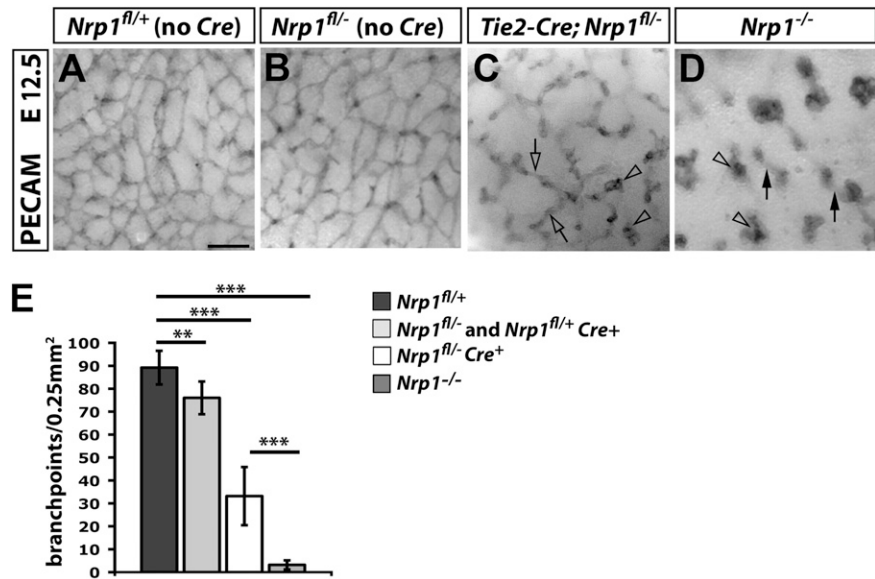 Nrp1fl/+ (no Cre)
Nrp1fl/- (no Cre)
Tie2-Cre; Nrp1fl/-
Nrp1-/-
PECAM E 12.5
A
B
C
D
E
***
***
**
***
branchpoints/0.25mm²
100
90
80
70
60
50
40
30
20
10
0
Nrp1fl/+
Nrp1fl/- and Nrp1fl/+ Cre+
Nrp1fl/- Cre+
Nrp1-/-